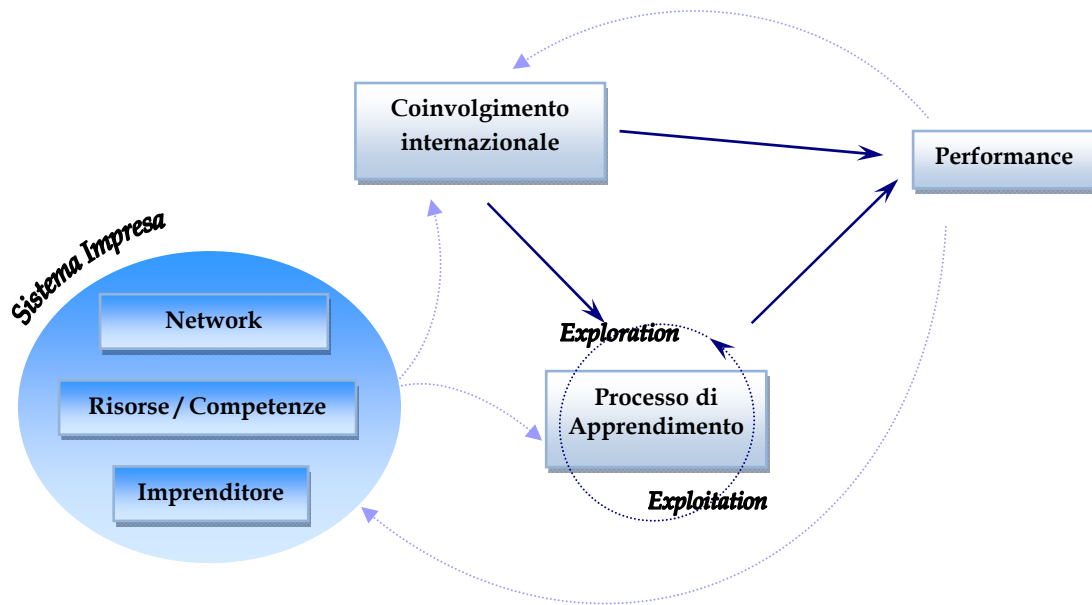 Coinvolgimento
internazionale
Performance
Sistema Impresa
Network
Risorse / Competenze
Imprenditore
Exploration
Processo di
Apprendimento
Exploitation